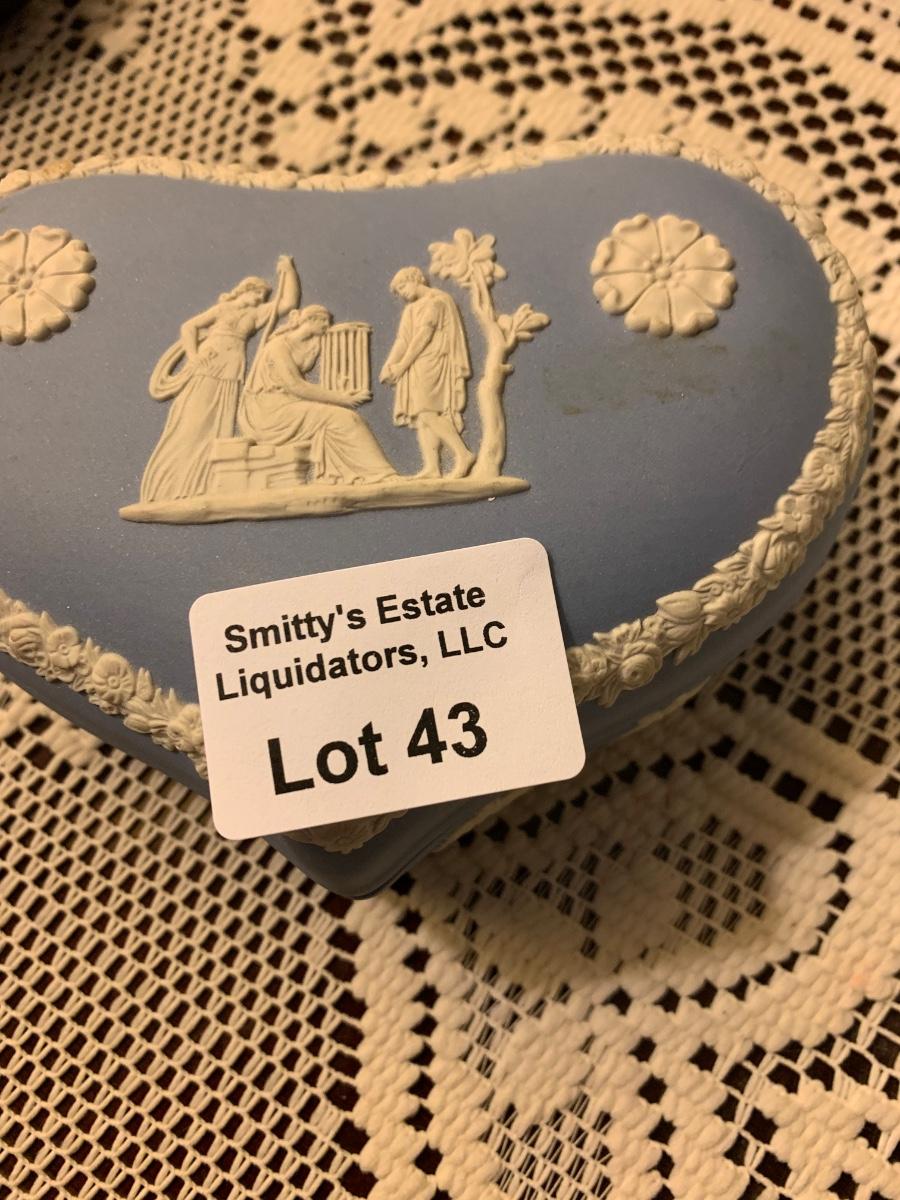 Smitty's Estate
Liquidators, LLC
Lot 43